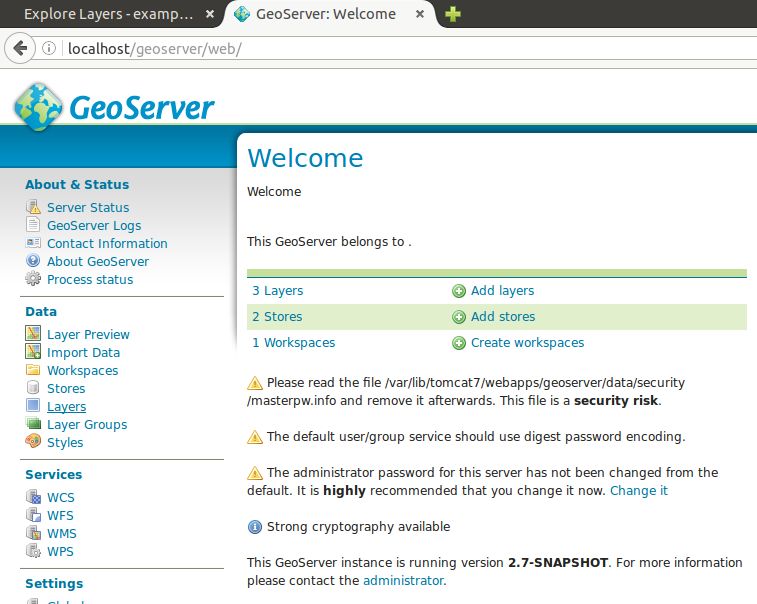 Explore Layers - examp...
GeoServer: Welcome
localhost/geoserver/web/
GeoServer
Welcome
Welcome
This GeoServer belongs to .
3 Layers Add layers
2 Stores Add stores
1 Workspaces Create workspaces
Please read the file /var/lib/tomcat7/webapps/geoserver/data/security
/masterpw.info and remove it afterwards. This file is a security risk.
The default user/group service should use digest password encoding.
The administrator password for this server has not been changed from the
default. It is highly recommended that you change it now. Change it
Strong cryptography available
This GeoServer instance is running version 2.7-SNAPSHOT. For more information
please contact the administrator.
About & Status
Server Status
GeoServer Logs
Contact Information
About GeoServer
Process status
Data
Layer Preview
Import Data
Workspaces
Stores
Layers
Layer Groups
Styles
Services
WCS
WFS
WMS
WPS
Settings